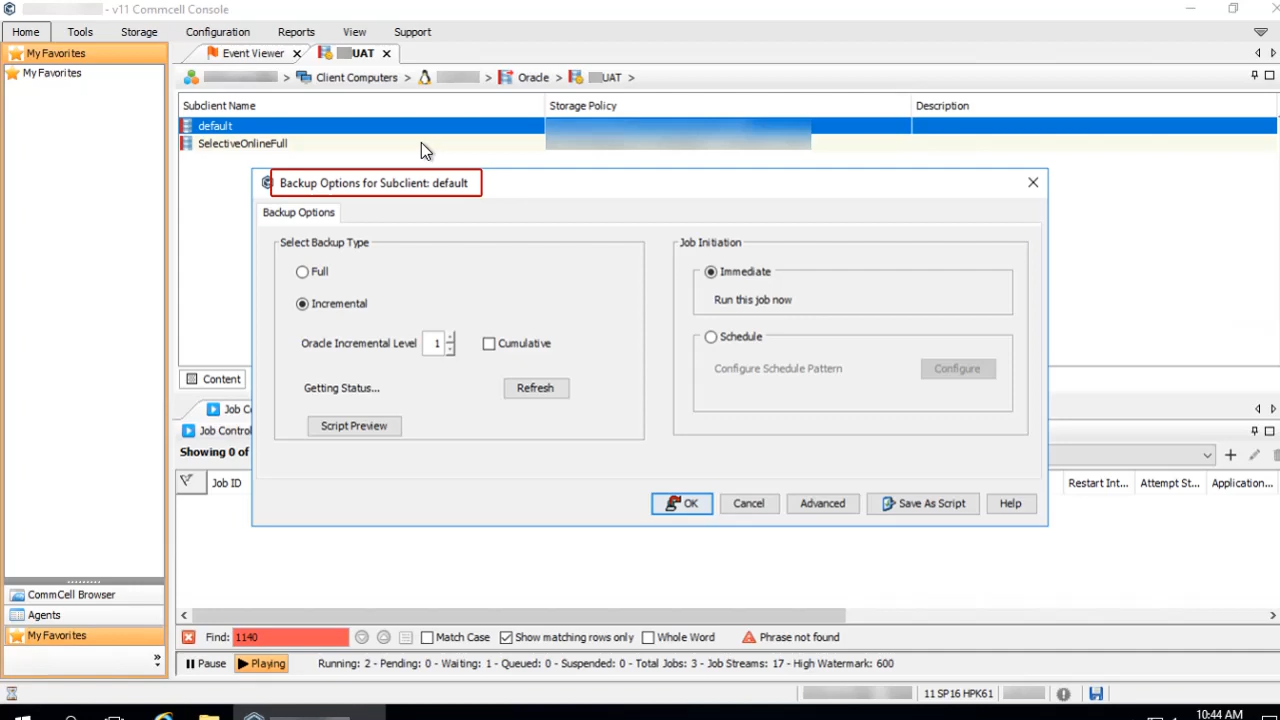 - v11 Commcell Console
Home Tools Storage Configuration Reports View Support
My Favorites
My Favorites
Event Viewer UAT
> Client Computers > > Oracle > UAT >
Subclient Name Storage Policy Description
default
SelectiveOnlineFull
Backup Options for Subclient: default
Backup Options
Select Backup Type
Full
Incremental
Oracle Incremental Level 1 Cumulative
Getting Status... Refresh
Script Preview
Job Initiation
Immediate
Run this job now
Schedule
Configure Schedule Pattern Configure
OK Cancel Advanced Save As Script Help
Content
Job C
Job Control
Showing 0 of
Job ID Restart Int... Attempt St... Application...
CommCell Browser
Agents
My Favorites
Find: 1140 Match Case Show matching rows only Whole Word Phrase not found
Pause Playing Running: 2 - Pending: 0 - Waiting: 1 - Queued: 0 - Suspended: 0 - Total Jobs: 3 - Job Streams: 17 - High Watermark: 600
11 SP16 HPK61
10:44 AM